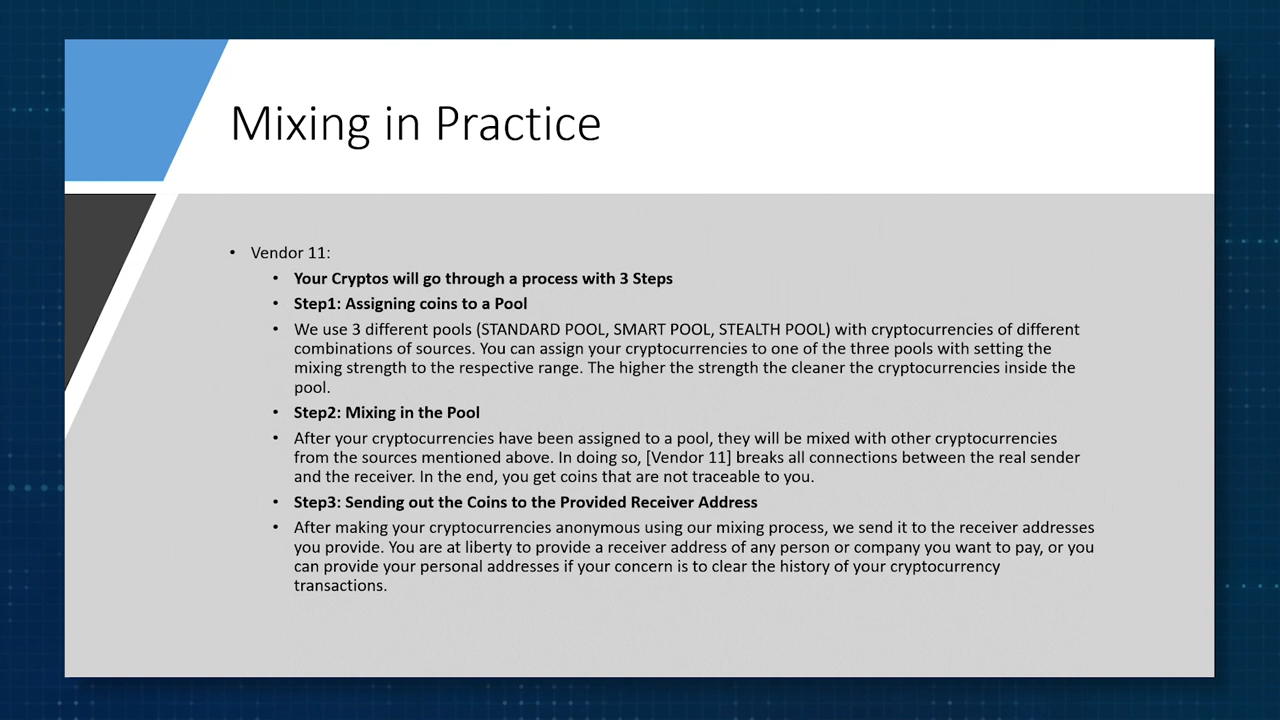 Mixing in Practice
• Vendor 11:
• Your Cryptos will go through a process with 3 Steps
• Step1: Assigning coins to a Pool
• We use 3 different pools (STANDARD POOL, SMART POOL, STEALTH POOL) with cryptocurrencies of different
combinations of sources. You can assign your cryptocurrencies to one of the three pools with setting the
mixing strength to the respective range. The higher the strength the cleaner the cryptocurrencies inside the
pool.
• Step2: Mixing in the Pool
• After your cryptocurrencies have been assigned to a pool, they will be mixed with other cryptocurrencies
from the sources mentioned above. In doing so, [Vendor 11] breaks all connections between the real sender
and the receiver. In the end, you get coins that are not traceable to you.
• Step3: Sending out the Coins to the Provided Receiver Address
• After making your cryptocurrencies anonymous using our mixing process, we send it to the receiver addresses
you provide. You are at liberty to provide a receiver address of any person or company you want to pay, or you
can provide your personal addresses if your concern is to clear the history of your cryptocurrency
transactions.